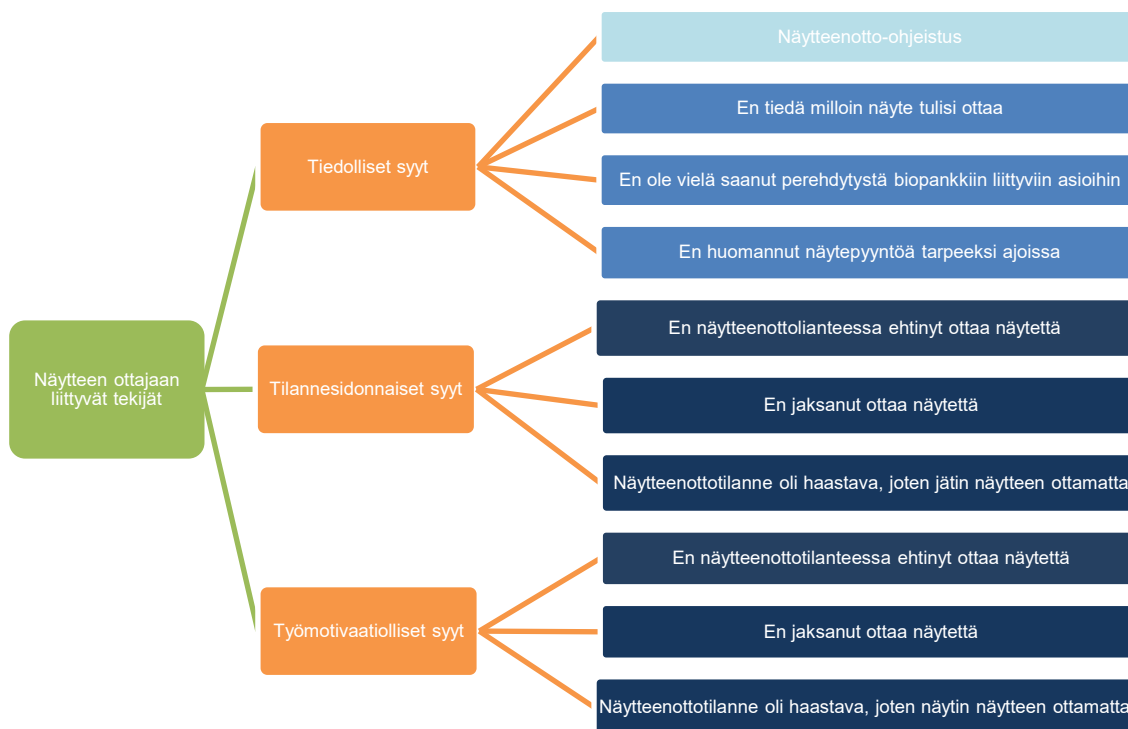 Näytteenotto-ohjeistus
En tiedä milloin näyte tulisi ottaa
Tiedolliset syyt
En ole vielä saanut perehdytystä biopankkiin liittyviin asioihin
En huomannut näytepyyntöä tarpeeksi ajoissa
Näytteen ottajaan
liittyvät tekijät
En näytteenottolianteessa ehtinyt ottaa näytettä
Tilannesidonnaiset syyt
En jaksanut ottaa näytettä
Näytteenottotilanne oli haastava, joten jätin näytteen ottamatta
En näytteenottotilanteessa ehtinyt ottaa näytettä
Työmotivaatiolliset syyt
En jaksanut ottaa näytettä
Näytteenottotilanne oli haastava, joten näytin näytteen ottamatta